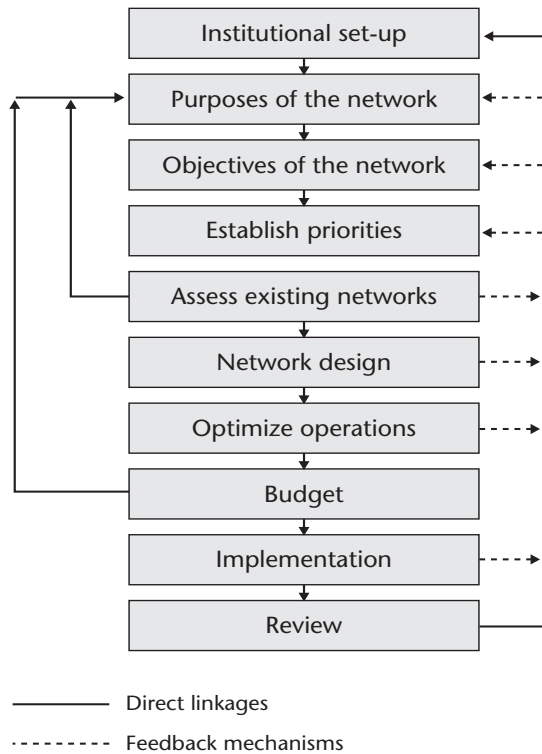 Institutional set-up
Purposes of the network
Objectives of the network
Establish priorities
Assess existing networks
Network design
Optimize operations
Budget
Implementation
Review
Direct linkages
Feedback mechanisms